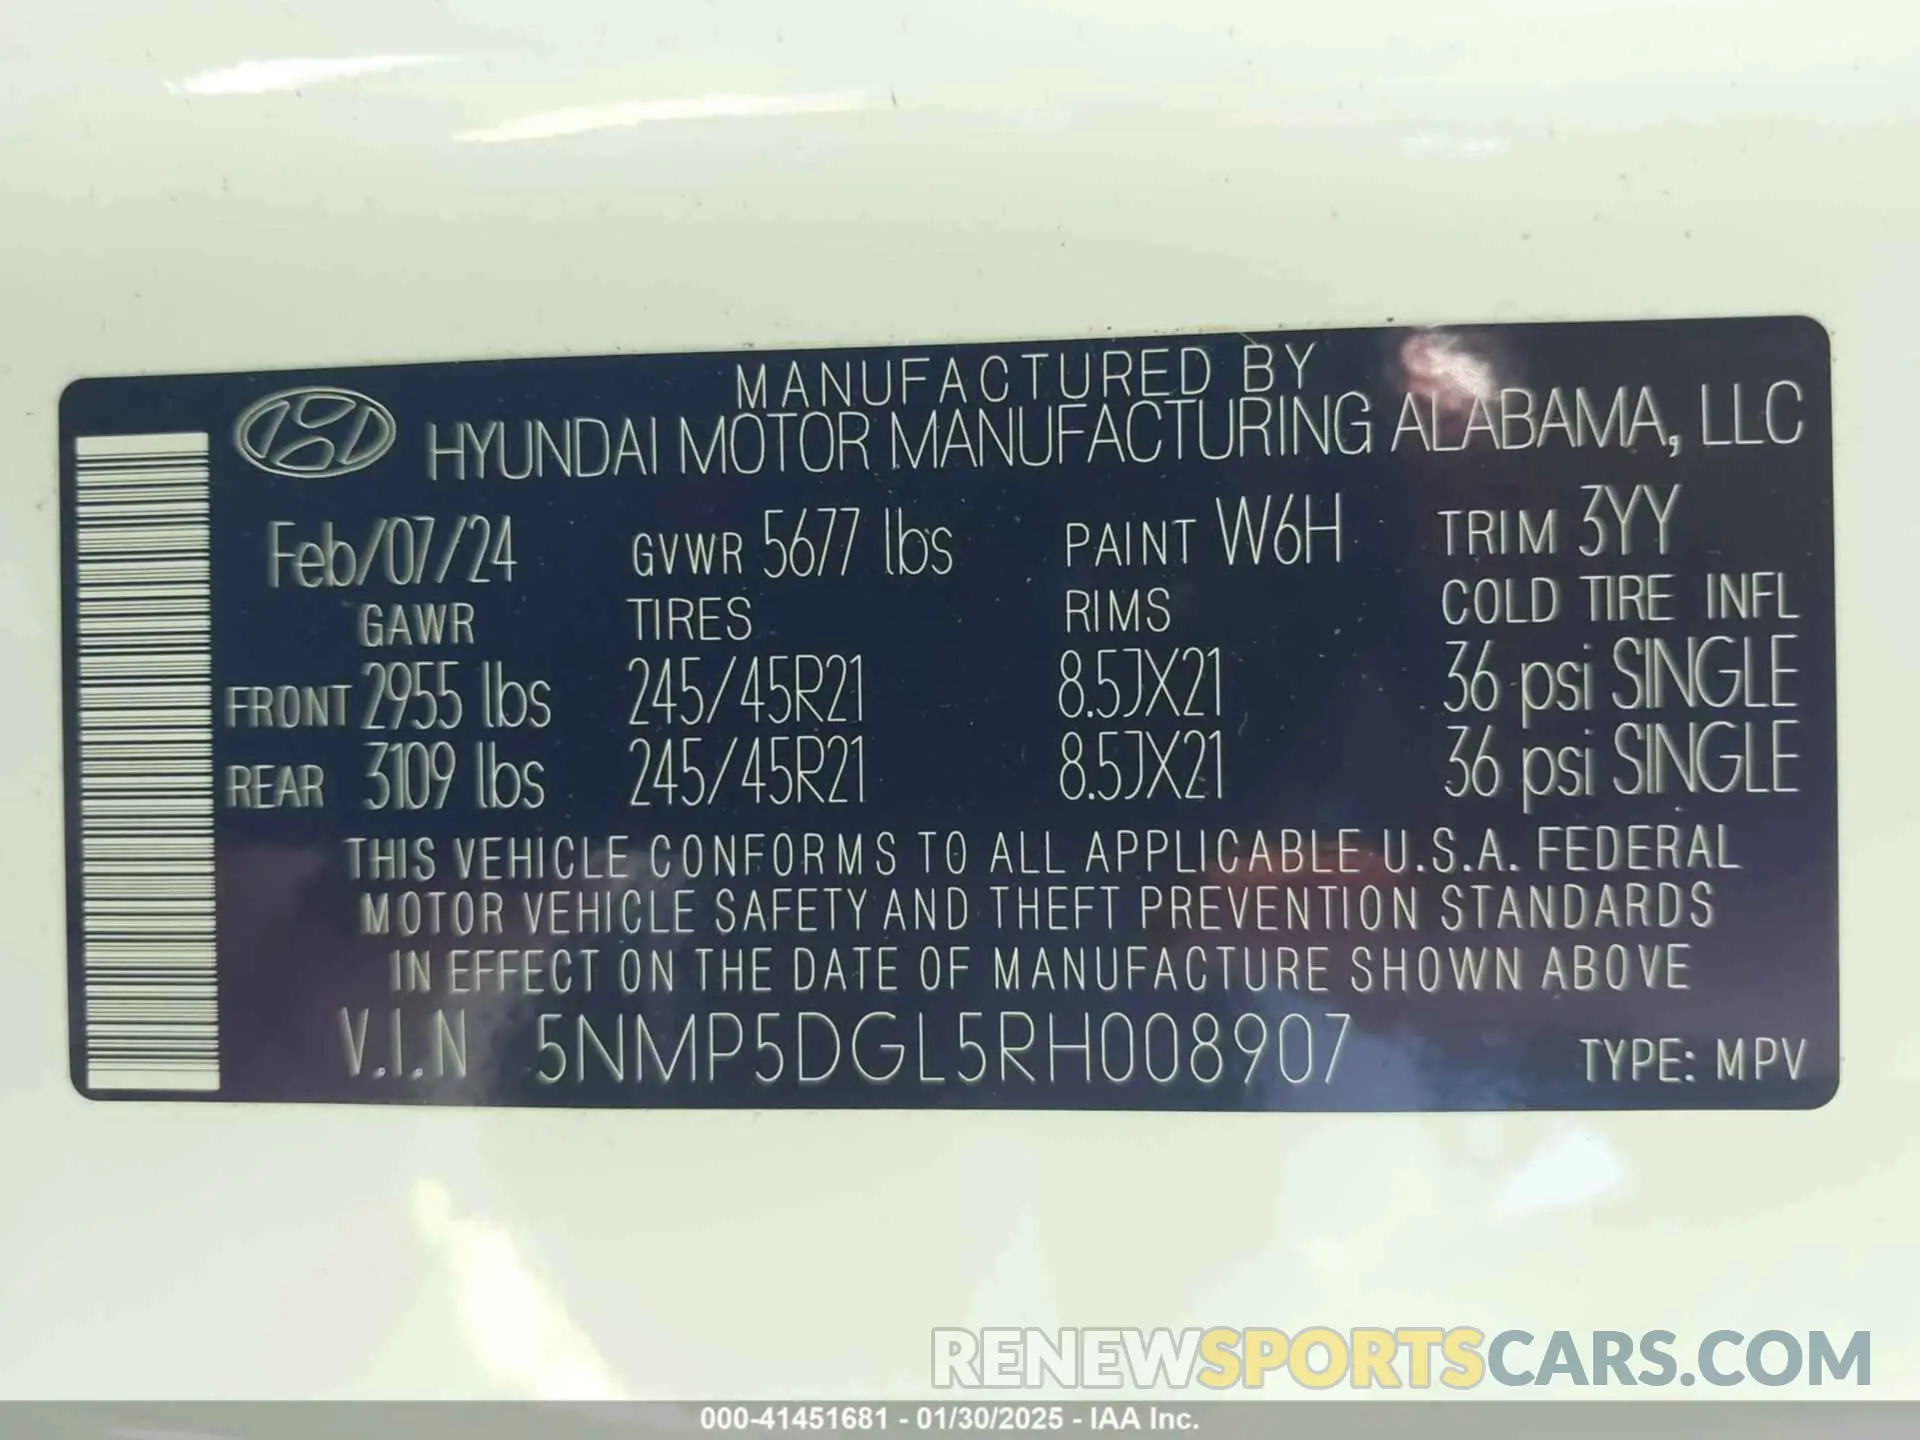 MANUFACTURED BY
HYUNDAI MOTOR MANUFACTURING ALABAMA, LLC
Feb/07/24 GVWR 5677 lbs PAINT W6H TRIM 3YY
GAWR TIRES RIMS COLD TIRE INFL
FRONT 2955 lbs 245/45R21 8.5JX21 36 psi SINGLE
REAR 3109 lbs 245/45R21 8.5JX21 36 psi SINGLE
THIS VEHICLE CONFORMS TO ALL APPLICABLE U.S.A. FEDERAL
MOTOR VEHICLE SAFETY AND THEFT PREVENTION STANDARDS
IN EFFECT ON THE DATE OF MANUFACTURE SHOWN ABOVE
V.I.N 5NMP5DGL5RH008907 TYPE: MPV
RENEWSPORTSCARS.COM
000-41451681 - 01/30/2025 - IAA Inc.